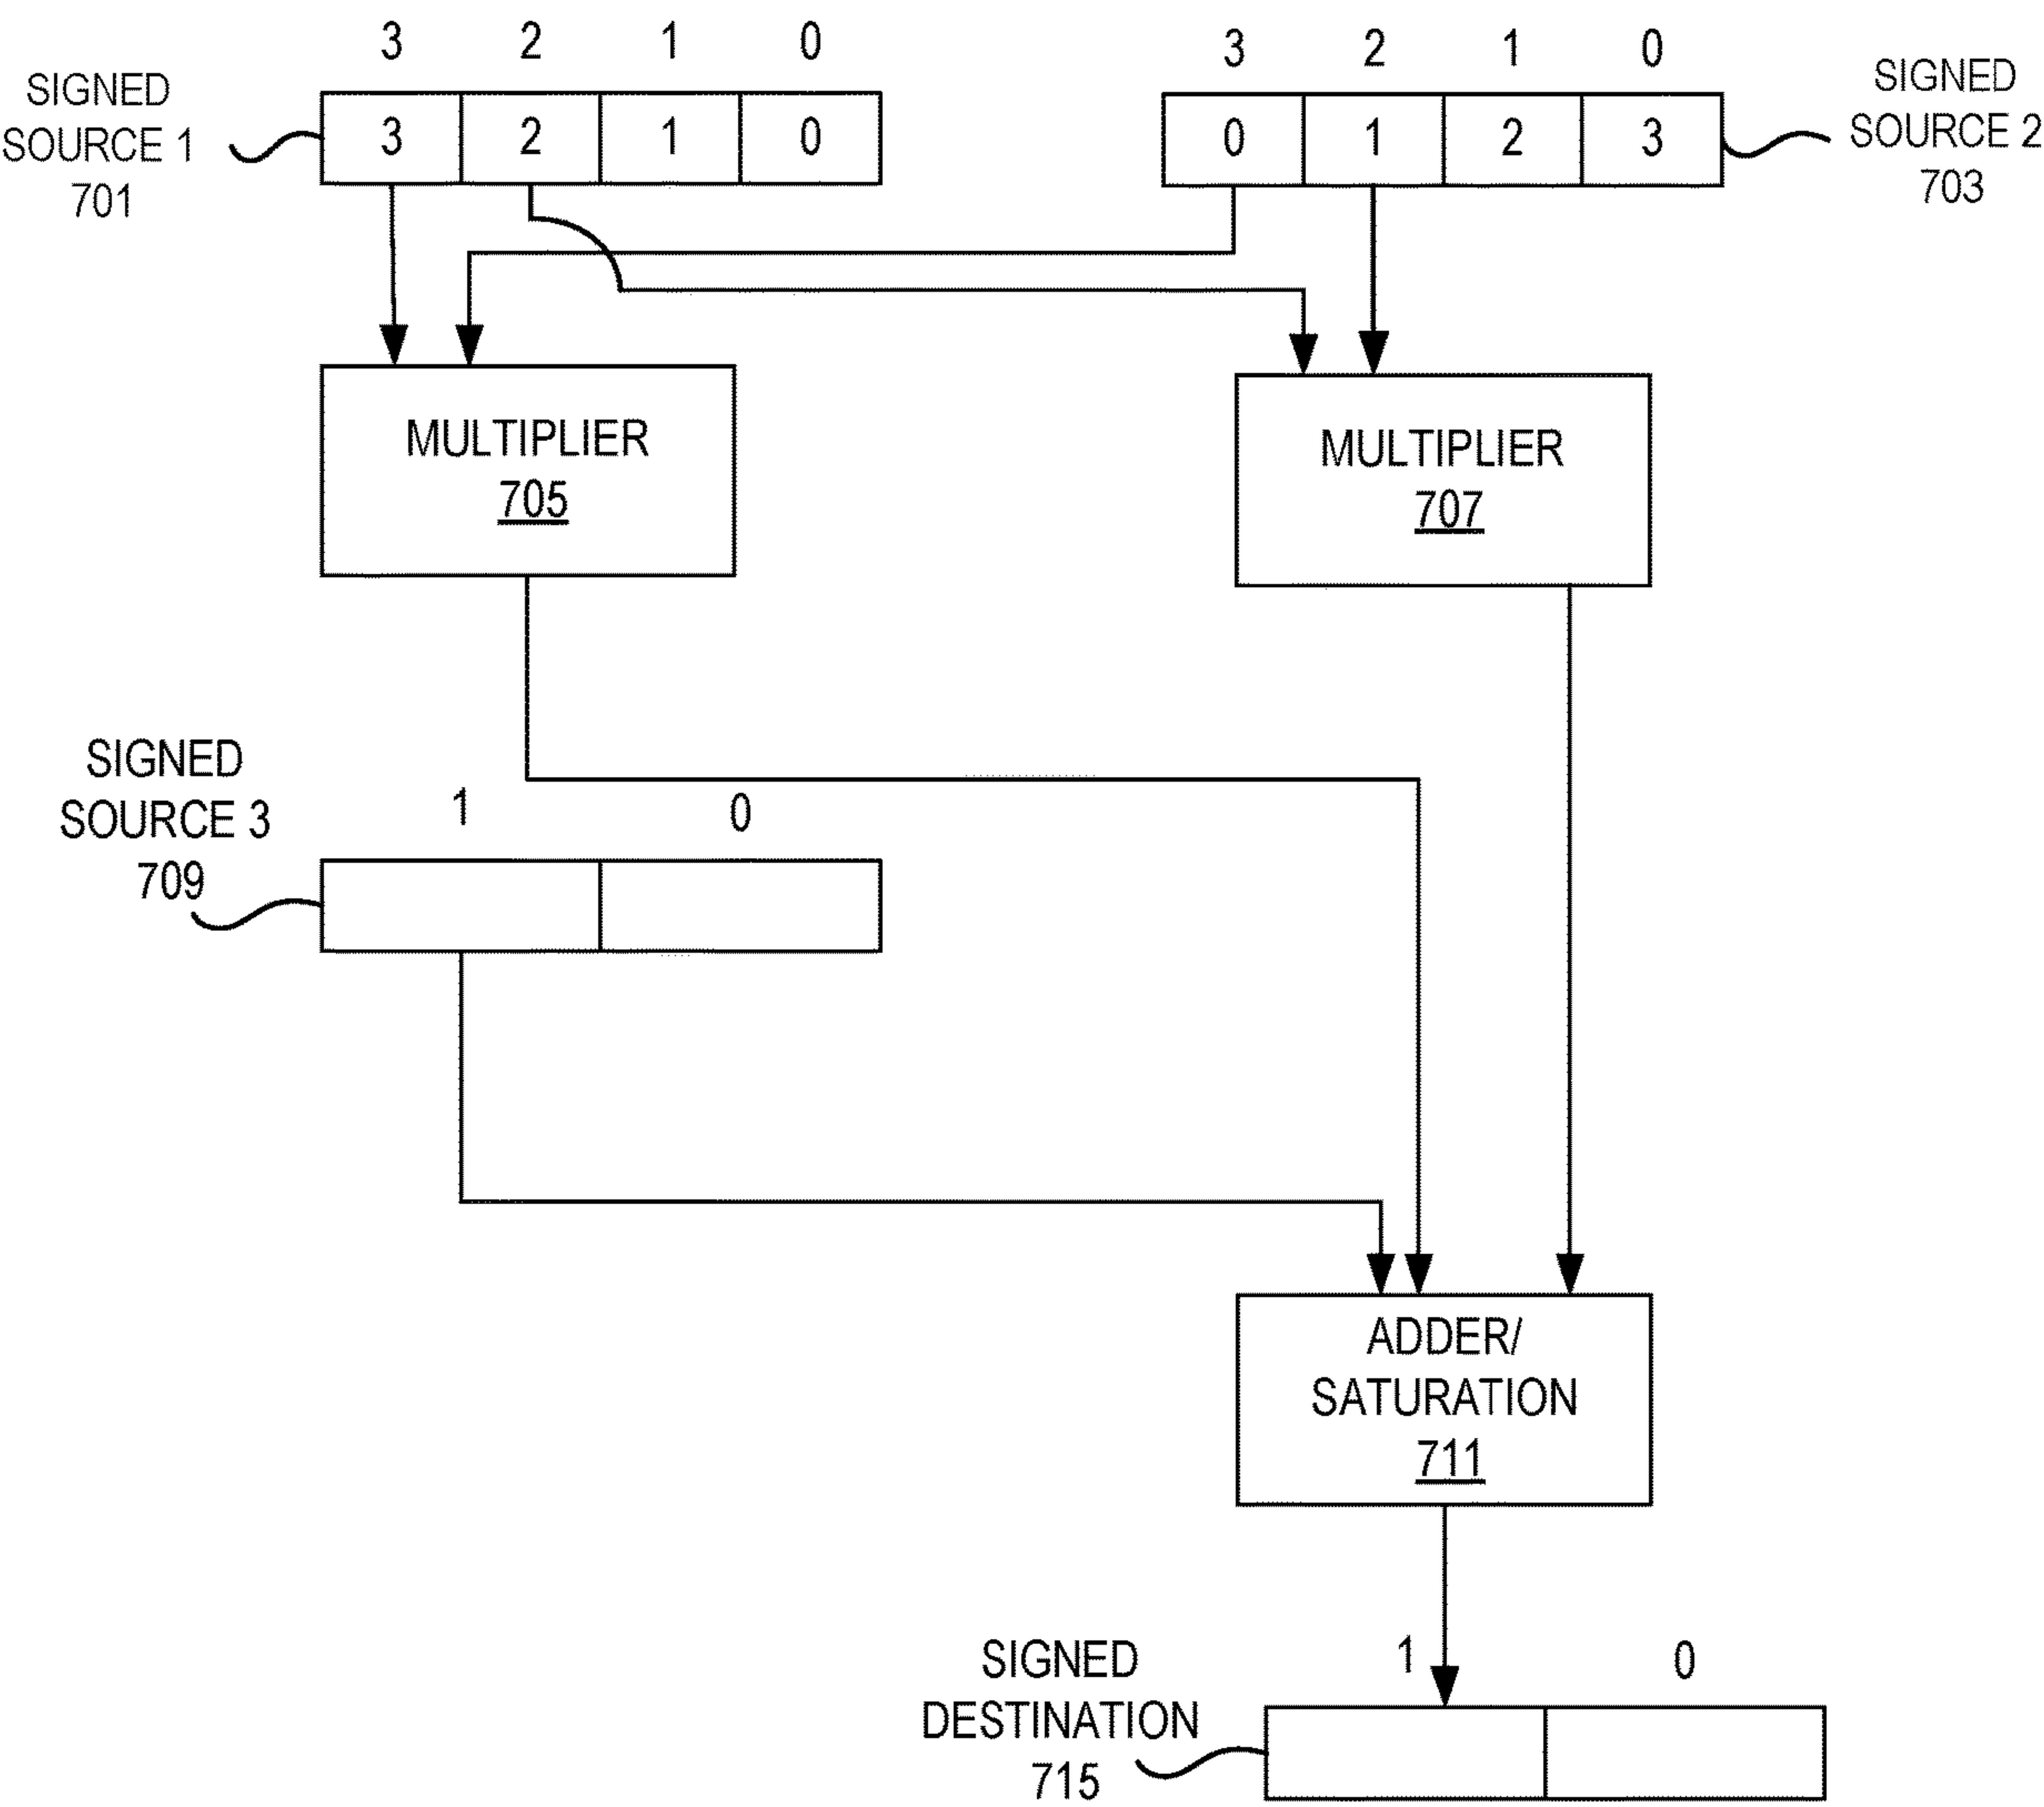 3 2 1 0
3 2 1 0
SIGNED
SOURCE 1
701
3 2 1 0
0 1 2 3
SIGNED
SOURCE 2
703
MULTIPLIER
705
MULTIPLIER
707
SIGNED
SOURCE 3
709
1 0
ADDER/
SATURATION
711
SIGNED
DESTINATION
715
1 0